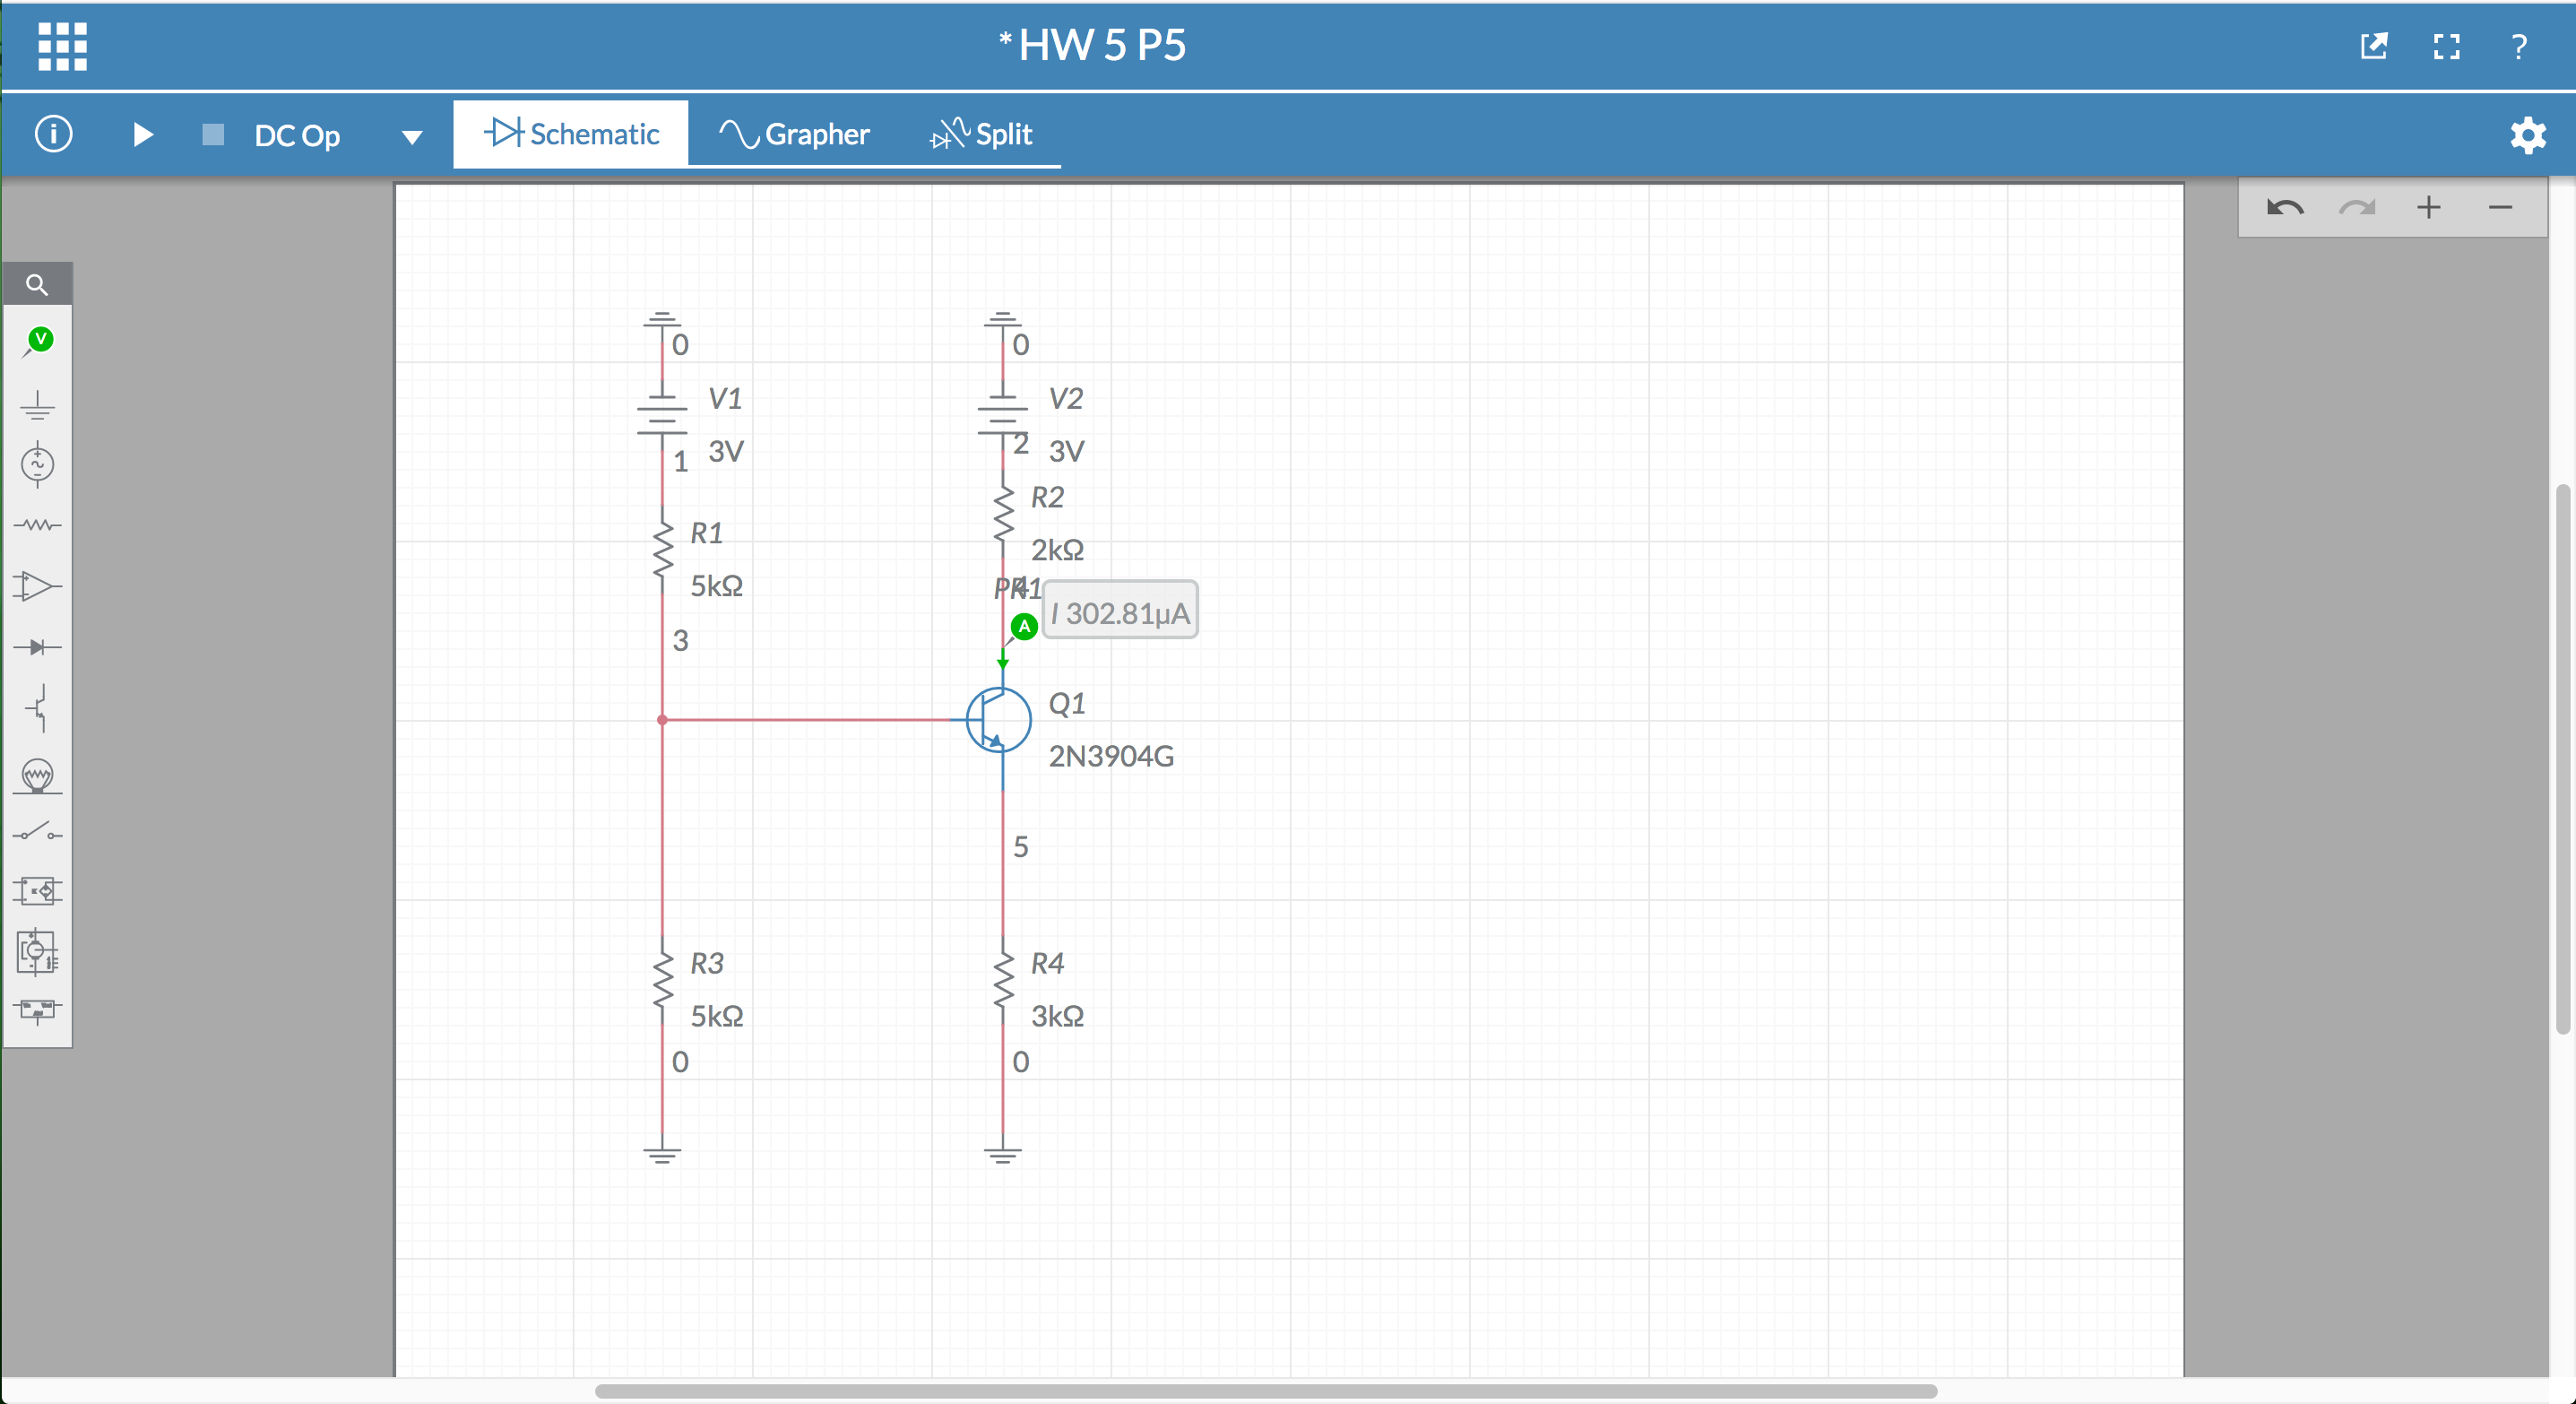 *HW 5 P5
?
i
DC Op
Schematic
Grapher
Split
V
0
0
V1
3V
1
V2
3V
2
R1
5kΩ
R2
2kΩ
3
PR1
4
A
I 302.81µA
Q1
2N3904G
5
R3
5kΩ
0
R4
3kΩ
0